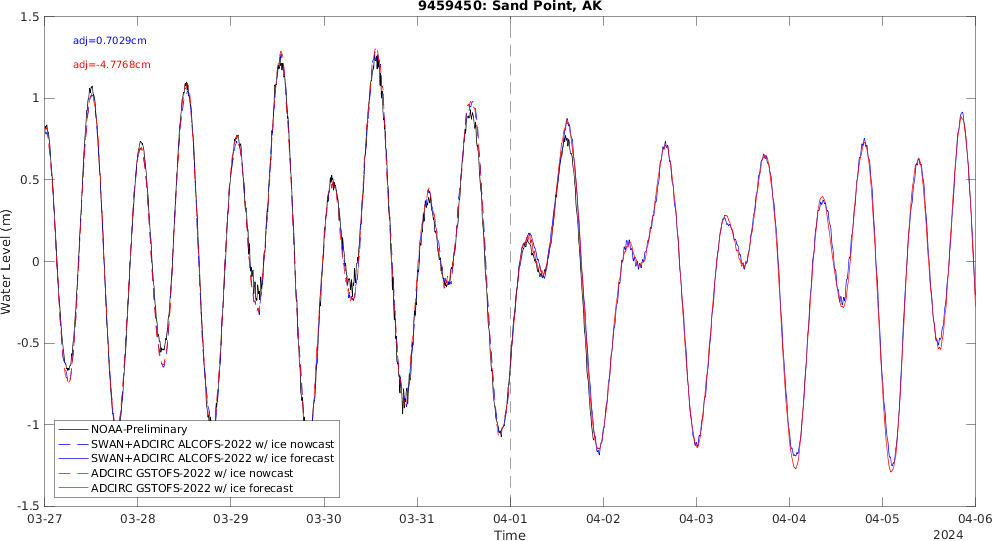 9459450: Sand Point, AK
adj=0.7029cm
adj=-4.7768cm
1.5
1
0.5
0
-0.5
-1
-1.5
Water Level (m)
NOAA-Preliminary
SWAN+ADCIRC ALCOFS-2022 w/ ice nowcast
SWAN+ADCIRC ALCOFS-2022 w/ ice forecast
ADCIRC GSTOFS-2022 w/ ice nowcast
ADCIRC GSTOFS-2022 w/ ice forecast
03-27 03-28 03-29 03-30 03-31 04-01 04-02 04-03 04-04 04-05 04-06
Time
2024